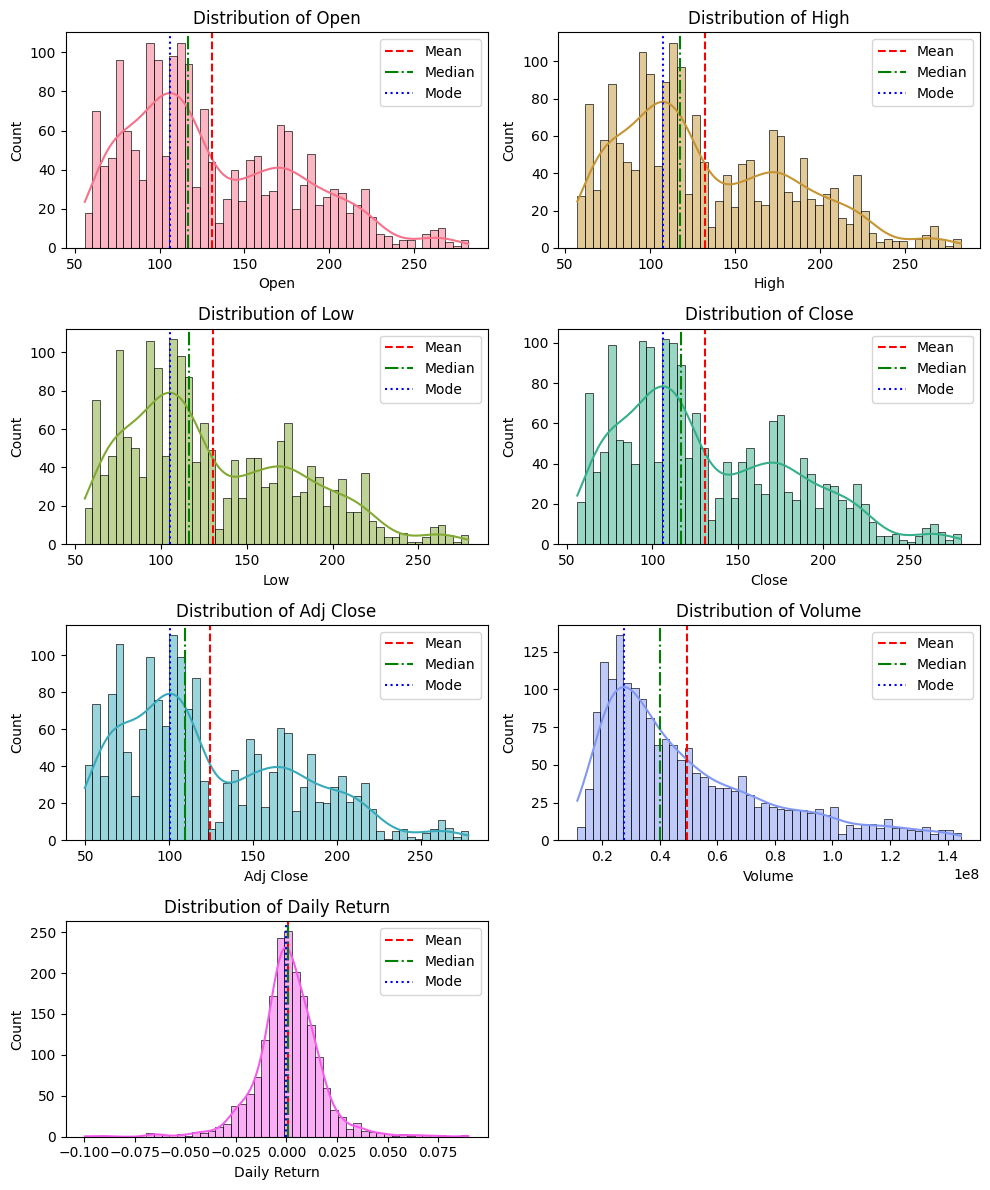 Distribution of Open
Count
100
80
60
40
20
0
50 100 150 200 250
Open
Mean
Median
Mode
Distribution of High
Count
100
80
60
40
20
0
50 100 150 200 250
High
Mean
Median
Mode
Distribution of Low
Count
100
80
60
40
20
0
50 100 150 200 250
Low
Mean
Median
Mode
Distribution of Close
Count
100
80
60
40
20
0
50 100 150 200 250
Close
Mean
Median
Mode
Distribution of Adj Close
Count
100
80
60
40
20
0
50 100 150 200 250
Adj Close
Mean
Median
Mode
Distribution of Volume
Count
125
100
75
50
25
0
0.2 0.4 0.6 0.8 1.0 1.2 1.4
1e8
Volume
Mean
Median
Mode
Distribution of Daily Return
Count
250
200
150
100
50
0
−0.100 −0.075 −0.050 −0.025 0.000 0.025 0.050 0.075
Daily Return
Mean
Median
Mode